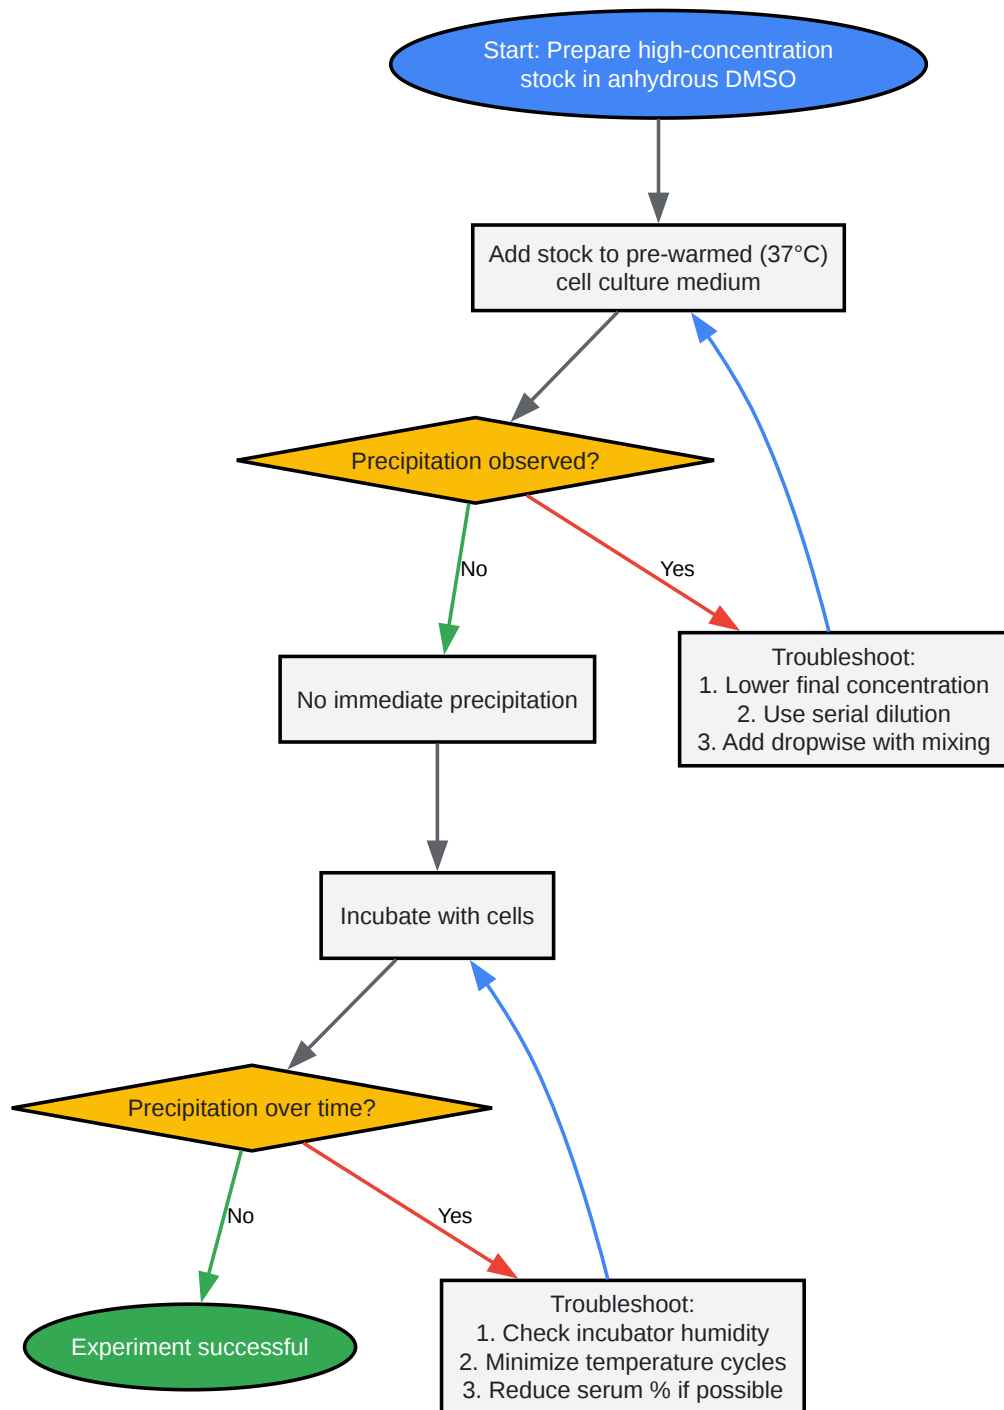 Start: Prepare high-concentration
stock in anhydrous DMSO
Add stock to pre-warmed (37°C)
cell culture medium
Precipitation observed?
No
Yes
No immediate precipitation
Troubleshoot:
1. Lower final concentration
2. Use serial dilution
3. Add dropwise with mixing
Incubate with cells
Precipitation over time?
No
Yes
Experiment successful
Troubleshoot:
1. Check incubator humidity
2. Minimize temperature cycles
3. Reduce serum % if possible